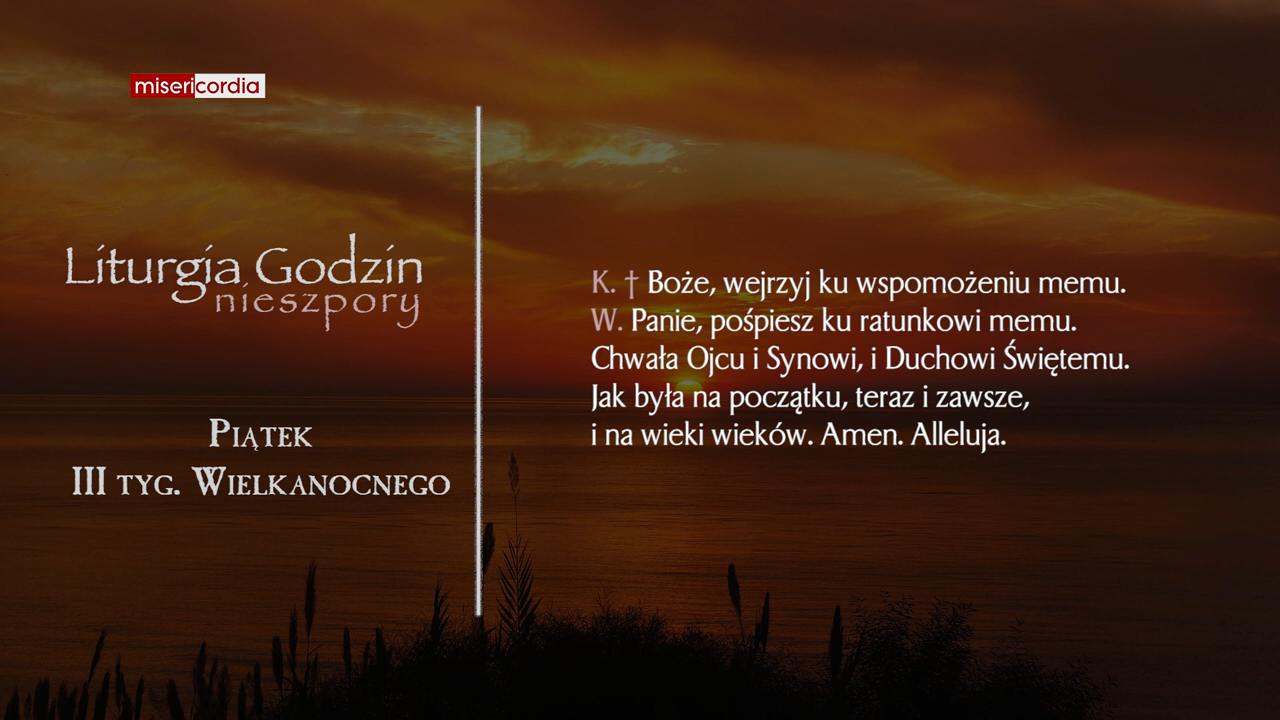 misericordia
Liturgia Godzin
nieszpory
Piątek
III tyg. Wielkanocnego
K. † Boże, wejrzyj ku wspomożeniu memu.
W. Panie, pośpiesz ku ratunkowi memu.
Chwała Ojcu i Synowi, i Duchowi Świętemu.
Jak była na początku, teraz i zawsze,
i na wieki wieków. Amen. Alleluja.